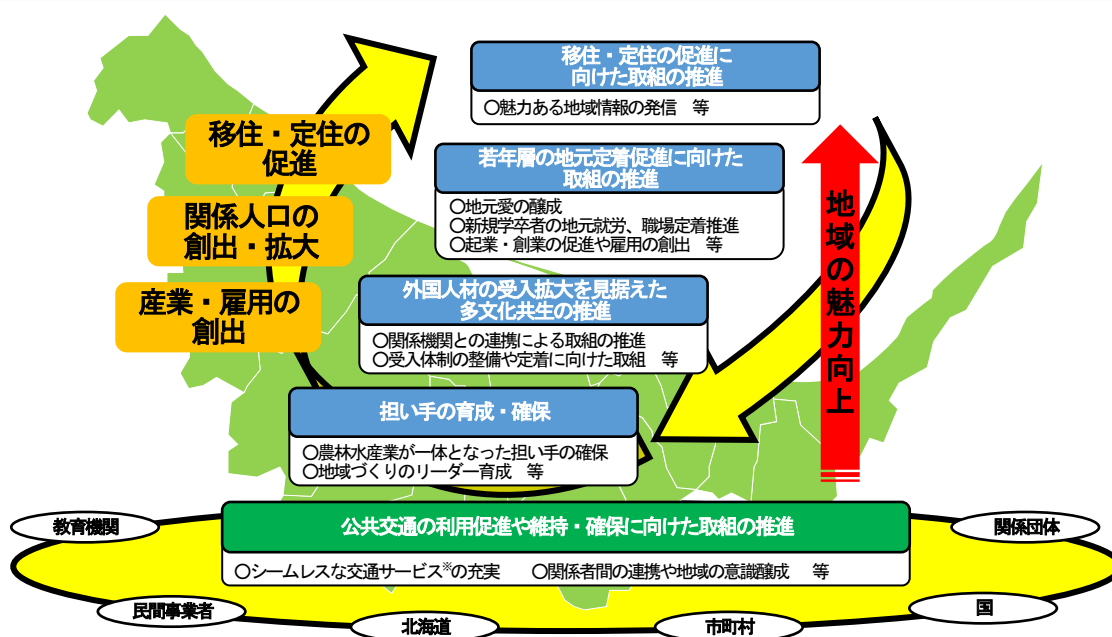 移住・定住の促進に
向けた取組の推進
〇魅力ある地域情報の発信　等
移住・定住の
促進
若年層の地元定着促進に向けた
取組の推進
〇地元愛の醸成
〇新規学卒者の地元就労、職場定着推進
〇起業・創業の促進や雇用の創出　等
関係人口の
創出・拡大
地域の魅力向上
外国人材の受入拡大を見据えた
多文化共生の推進
〇関係機関との連携による取組の推進
〇受入体制の整備や定着に向けた取組　等
産業・雇用の
創出
担い手の育成・確保
〇農林水産業が一体となった担い手の確保
〇地域づくりのリーダー育成　等
公共交通の利用促進や維持・確保に向けた取組の推進
〇シームレスな交通サービス※の充実　〇関係者間の連携や地域の意識醸成　等
教育機関
関係団体
民間事業者
北海道
市町村
国